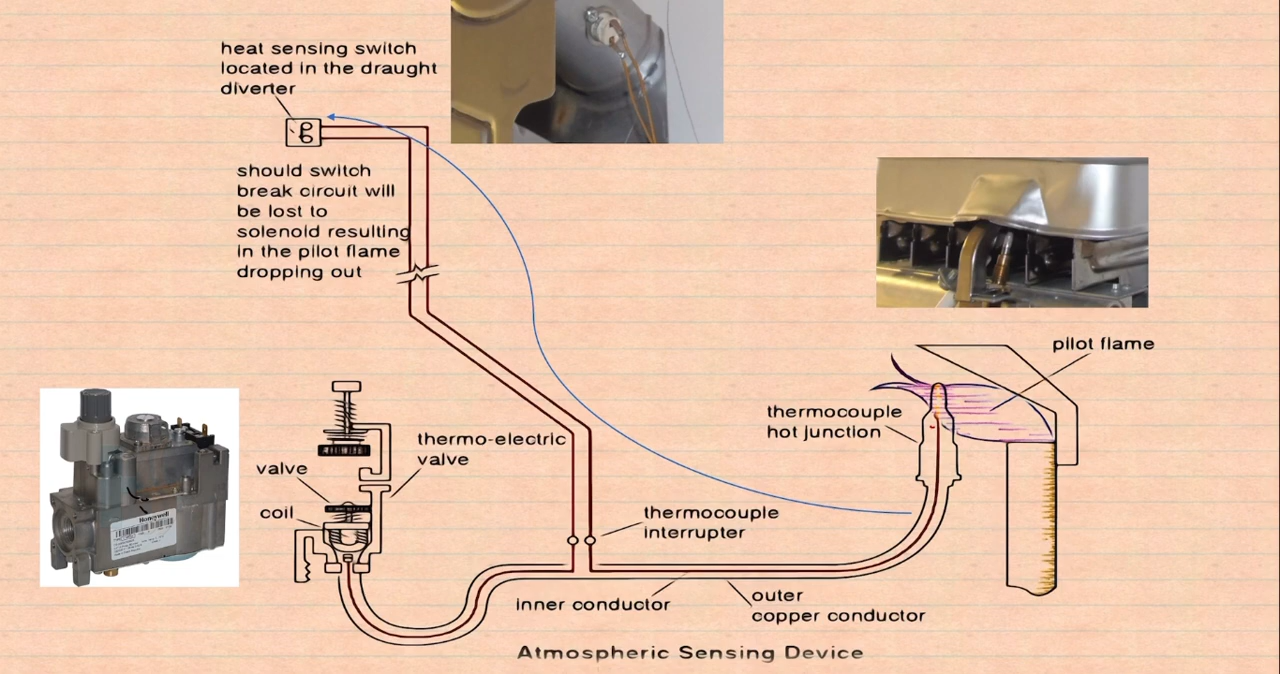 heat sensing switch
located in the draught
diverter
should switch
break circuit will
be lost to
solenoid resulting
in the pilot flame
dropping out
pilot flame
thermocouple
hot junction
thermo-electric
valve
valve
coil
thermocouple
interrupter
inner conductor
outer
copper conductor
Atmospheric Sensing Device
Honeywell